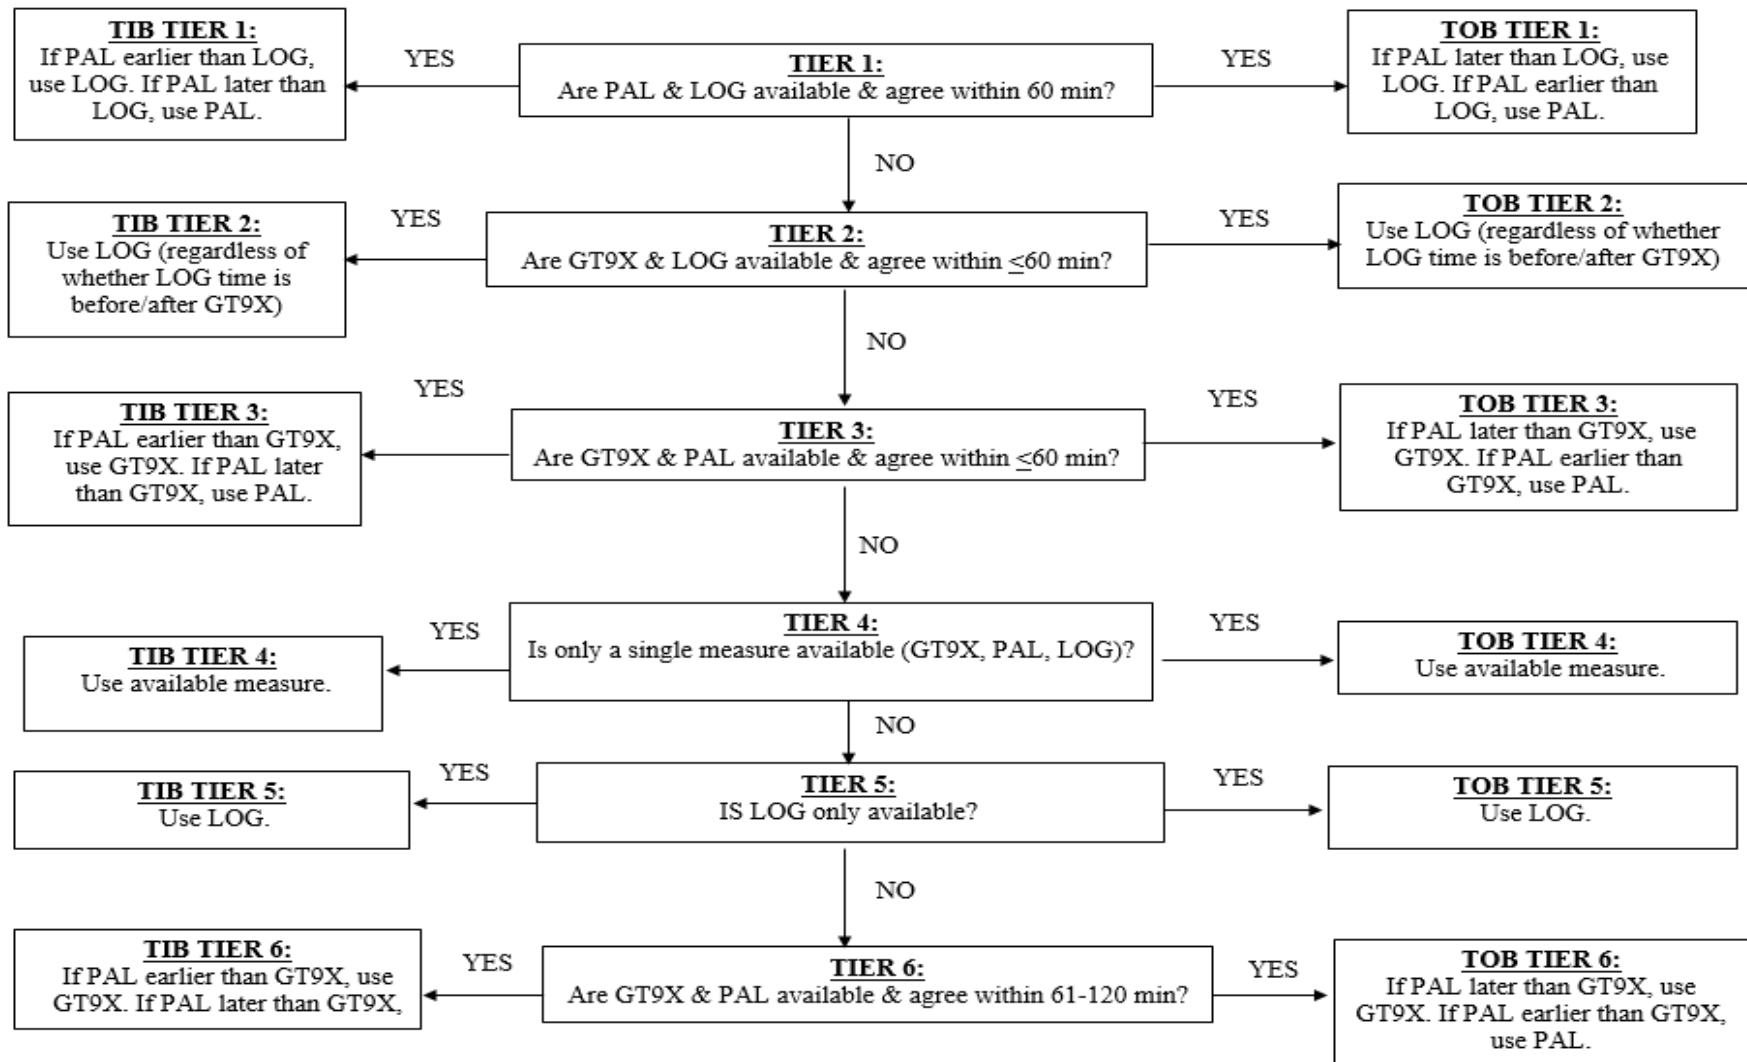 TIB TIER 1:
If PAL earlier than LOG,
use LOG. If PAL later than
LOG, use PAL.
YES
TIER 1:
Are PAL & LOG available & agree within 60 min?
YES
TOB TIER 1:
If PAL later than LOG, use
LOG. If PAL earlier than
LOG, use PAL.
NO
TIB TIER 2:
Use LOG (regardless of
whether LOG time is
before/after GT9X)
YES
TIER 2:
Are GT9X & LOG available & agree within ≤60 min?
YES
TOB TIER 2:
Use LOG (regardless of whether
LOG time is before/after GT9X)
NO
TIB TIER 3:
If PAL earlier than GT9X,
use GT9X. If PAL later
than GT9X, use PAL.
YES
TIER 3:
Are GT9X & PAL available & agree within ≤60 min?
YES
TOB TIER 3:
If PAL later than GT9X, use
GT9X. If PAL earlier than
GT9X, use PAL.
NO
TIB TIER 4:
Use available measure.
YES
TIER 4:
Is only a single measure available (GT9X, PAL, LOG)?
YES
TOB TIER 4:
Use available measure.
NO
TIB TIER 5:
Use LOG.
YES
TIER 5:
IS LOG only available?
YES
TOB TIER 5:
Use LOG.
NO
TIB TIER 6:
If PAL earlier than GT9X, use
GT9X. If PAL later than GT9X,
YES
TIER 6:
Are GT9X & PAL available & agree within 61-120 min?
YES
TOB TIER 6:
If PAL later than GT9X, use
GT9X. If PAL earlier than GT9X,
use PAL.